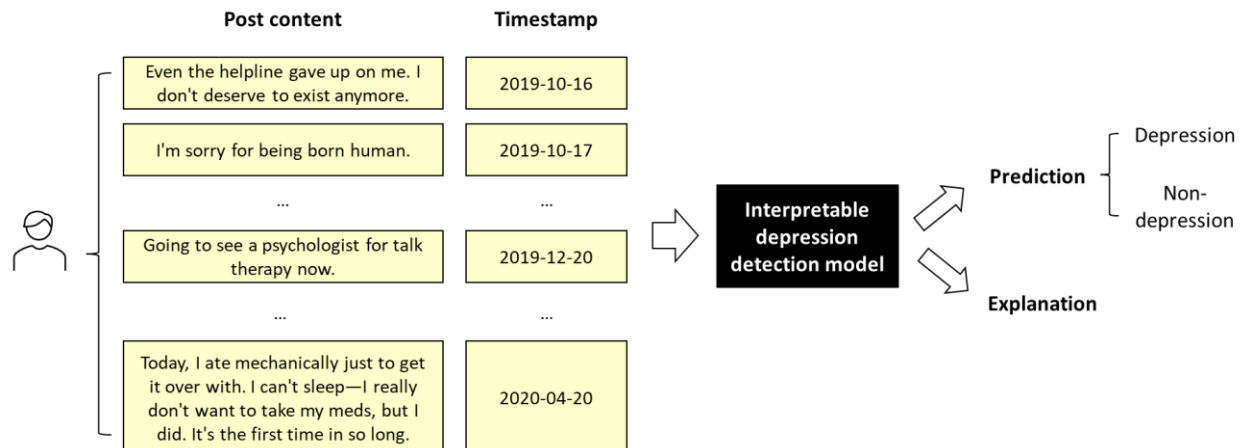 Post content
Timestamp
Even the helpline gave up on me. I
don't deserve to exist anymore.
2019-10-16
I'm sorry for being born human.
2019-10-17
...
...
Going to see a psychologist for talk
therapy now.
2019-12-20
...
...
Today, I ate mechanically just to get
it over with. I can't sleep—I really
don't want to take my meds, but I
did. It's the first time in so long.
2020-04-20
Interpretable
depression
detection model
Prediction
Depression
Non-
depression
Explanation